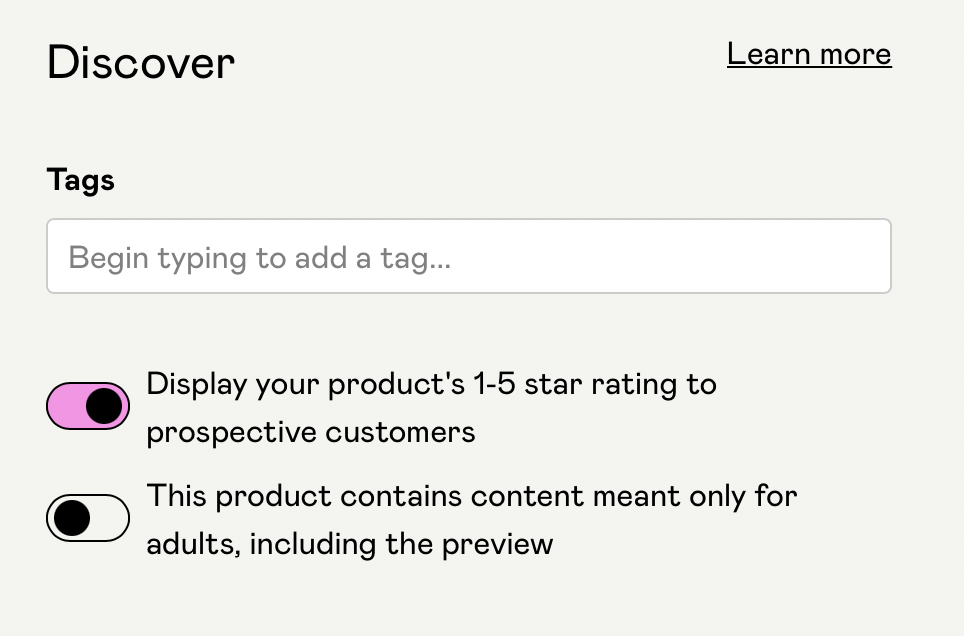 Discover
Learn more
Tags
Begin typing to add a tag...
Display your product's 1-5 star rating to
prospective customers
This product contains content meant only for
adults, including the preview